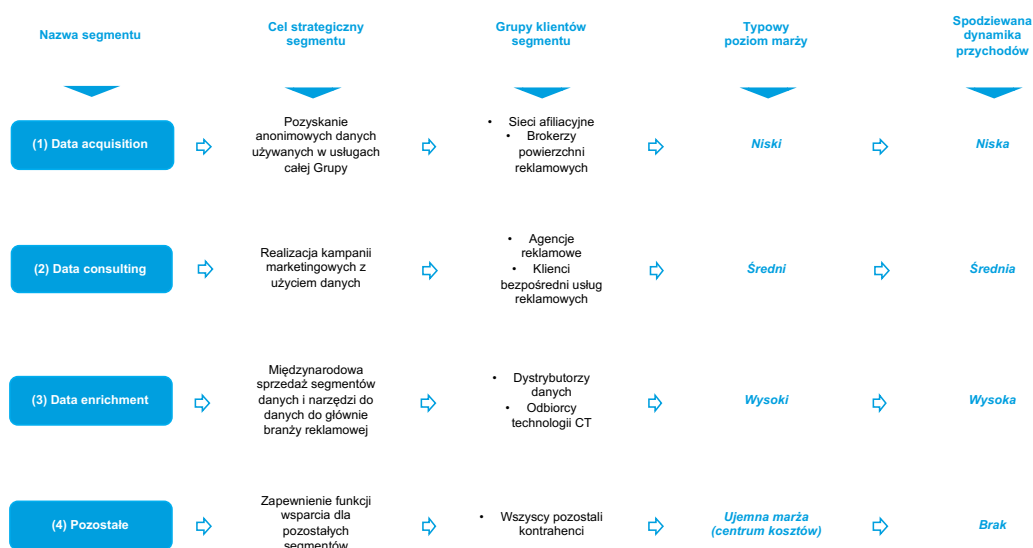 Nazwa segmentu
Cel strategiczny
segmentu
Grupy klientów
segmentu
Typowy
poziom marży
Spodziewana
dynamika
przychodów
(1) Data acquisition
Pozyskanie
anonimowych danych
używanych w usługach
całej Grupy
• Sieci afiliacyjne
• Brokerzy
powierzchni
reklamowych
Niski
Niska
(2) Data consulting
Realizacja kampanii
marketingowych z
użyciem danych
• Agencje
reklamowe
• Klienci
bezpośredni usług
reklamowych
Średni
Średnia
(3) Data enrichment
Międzynarodowa
sprzedaż segmentów
danych i narzędzi do
danych do głównie
branży reklamowej
• Dystrybutorzy
danych
• Odbiorcy
technologii CT
Wysoki
Wysoka
(4) Pozostałe
Zapewnienie funkcji
wsparcia dla
pozostałych
segmentów
• Wszyscy pozostali
kontrahenci
Ujemna marża
(centrum kosztów)
Brak